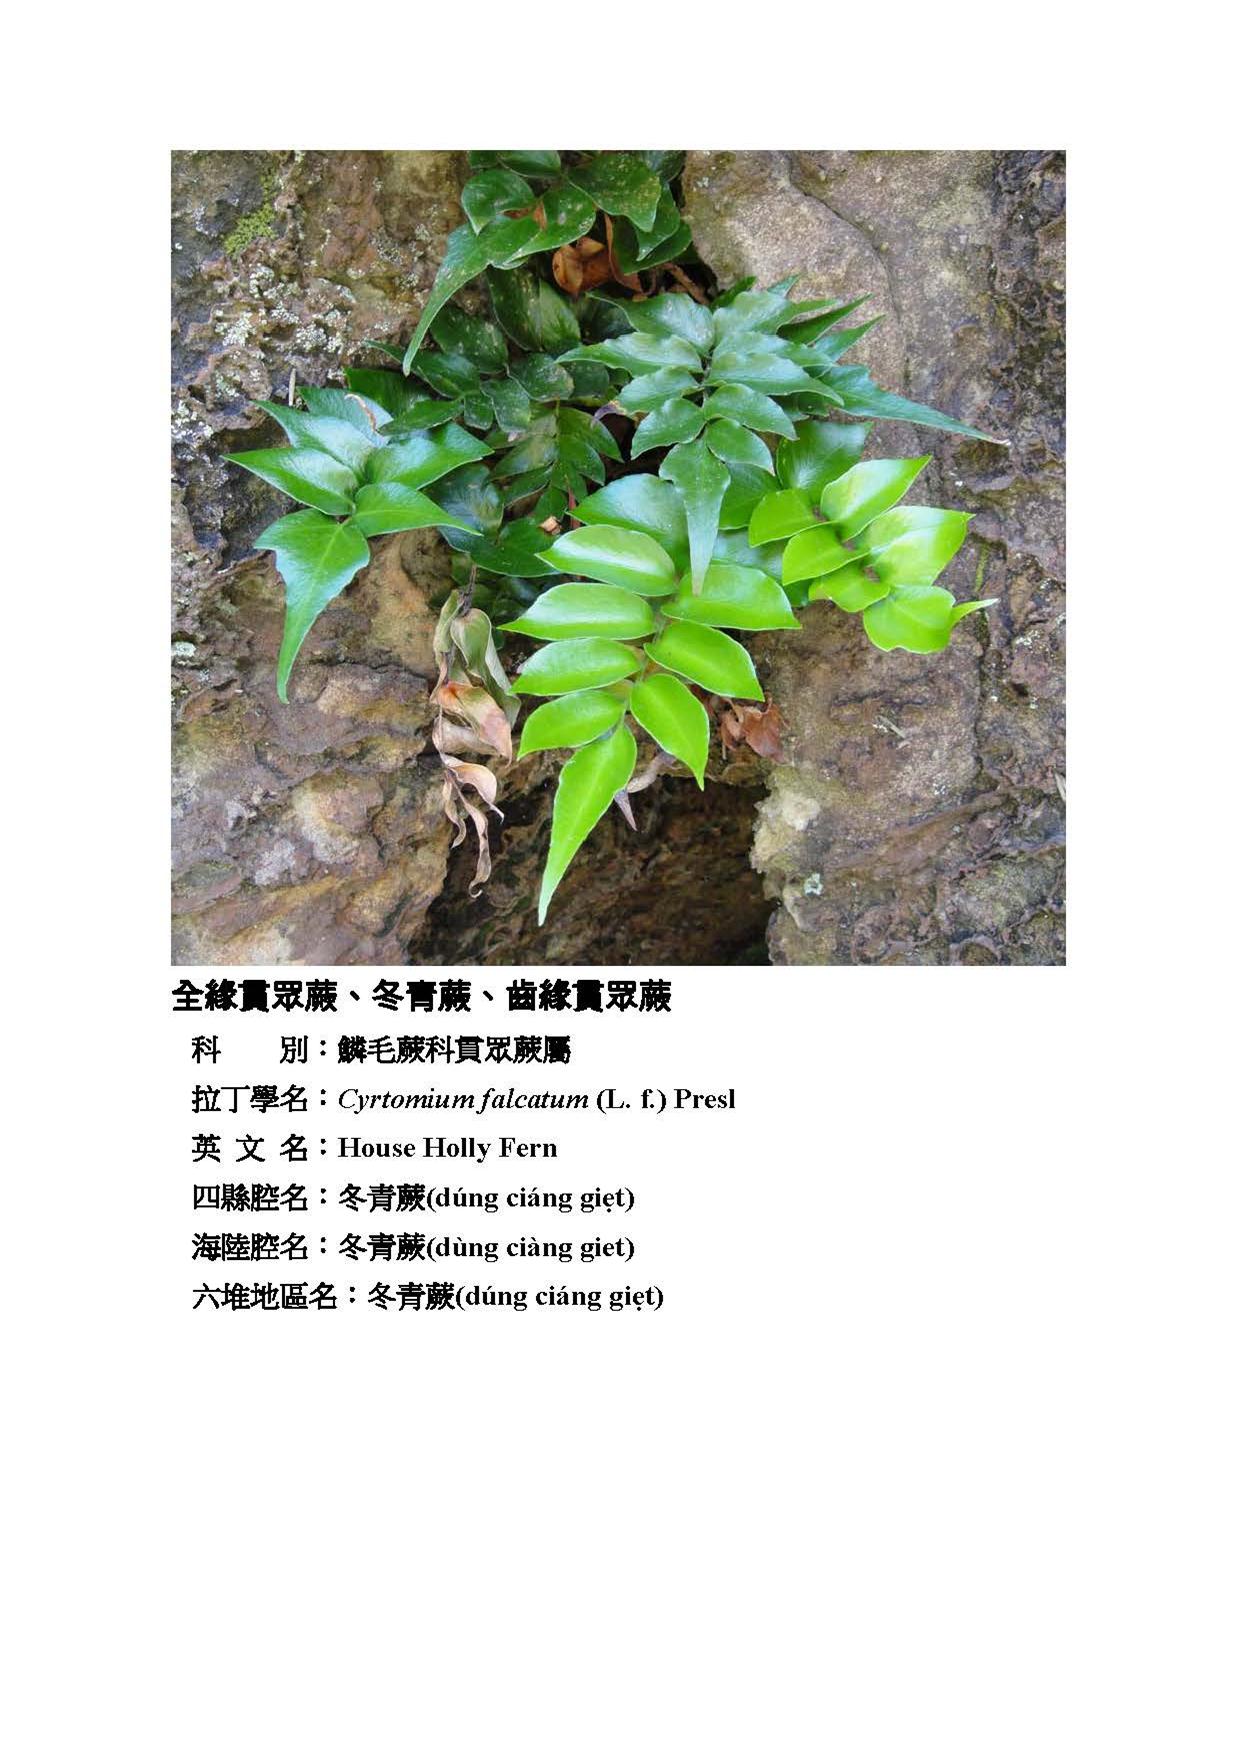 全緣貫眾蕨、冬青蕨、齒緣貫眾蕨
科　　別：鱗毛蕨科貫眾蕨屬
拉丁學名：Cyrtomium falcatum (L. f.) Presl
英 文 名：House Holly Fern
四縣腔名：冬青蕨(dúng ciáng giẹt)
海陸腔名：冬青蕨(dùng ciàng giet)
六堆地區名：冬青蕨(dúng ciáng giẹt)